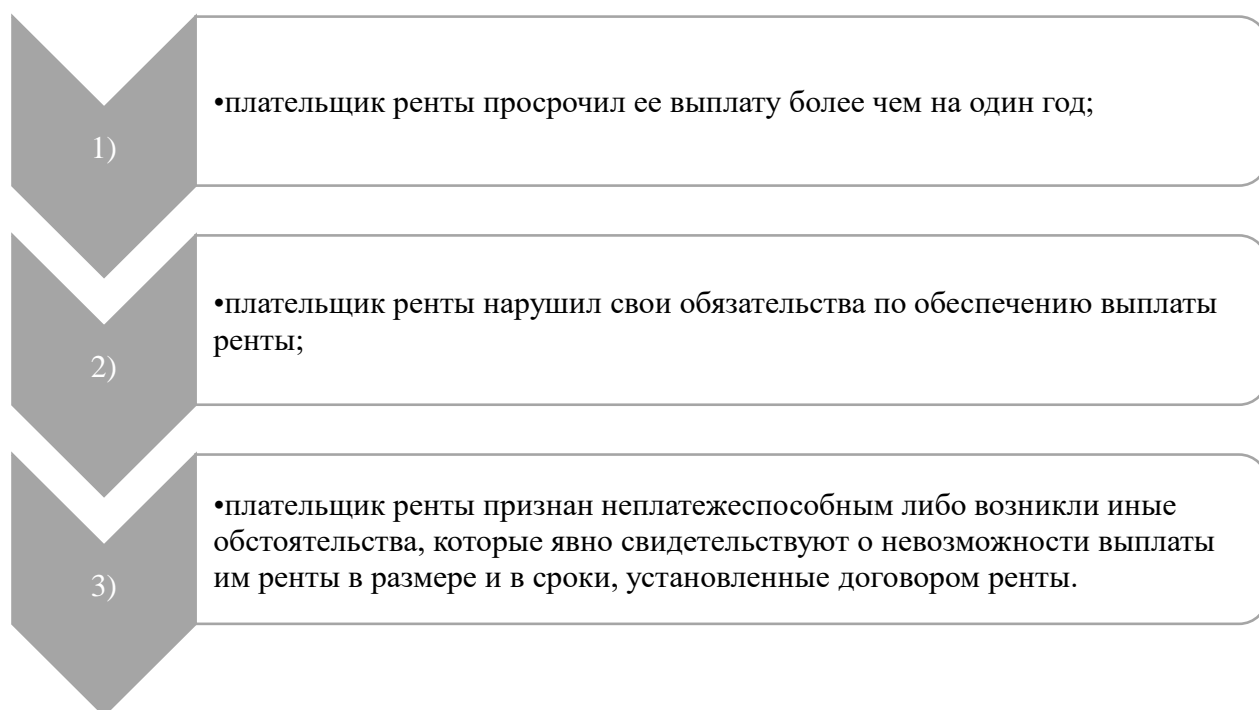 1)
•плательщик ренты просрочил ее выплату более чем на один год;
2)
•плательщик ренты нарушил свои обязательства по обеспечению выплаты
ренты;
3)
•плательщик ренты признан неплатежеспособным либо возникли иные
обстоятельства, которые явно свидетельствуют о невозможности выплаты
им ренты в размере и в сроки, установленные договором ренты.